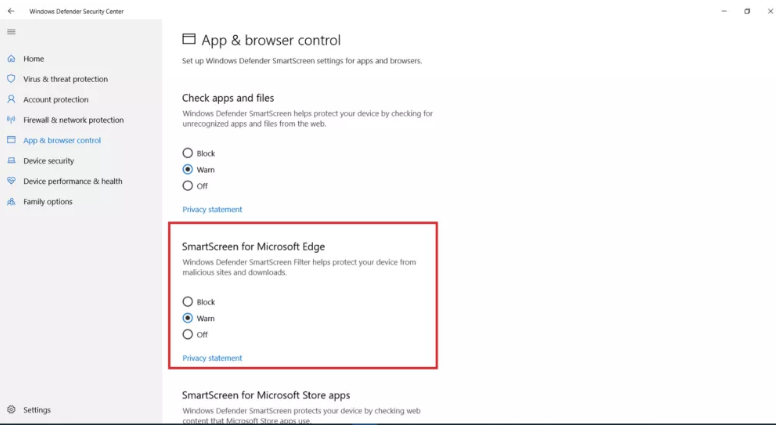 Windows Defender Security Center
Home
Virus & threat protection
Account protection
Firewall & network protection
App & browser control
Device security
Device performance & health
Family options
Settings
App & browser control
Set up Windows Defender SmartScreen settings for apps and browsers.
Check apps and files
Windows Defender SmartScreen helps protect your device by checking for
unrecognized apps and files from the web.
Block
Warn
Off
Privacy statement
SmartScreen for Microsoft Edge
Windows Defender SmartScreen Filter helps protect your device from
malicious sites and downloads.
Block
Warn
Off
Privacy statement
SmartScreen for Microsoft Store apps
Windows Defender SmartScreen protects your device by checking web
content that Microsoft Store apps use.